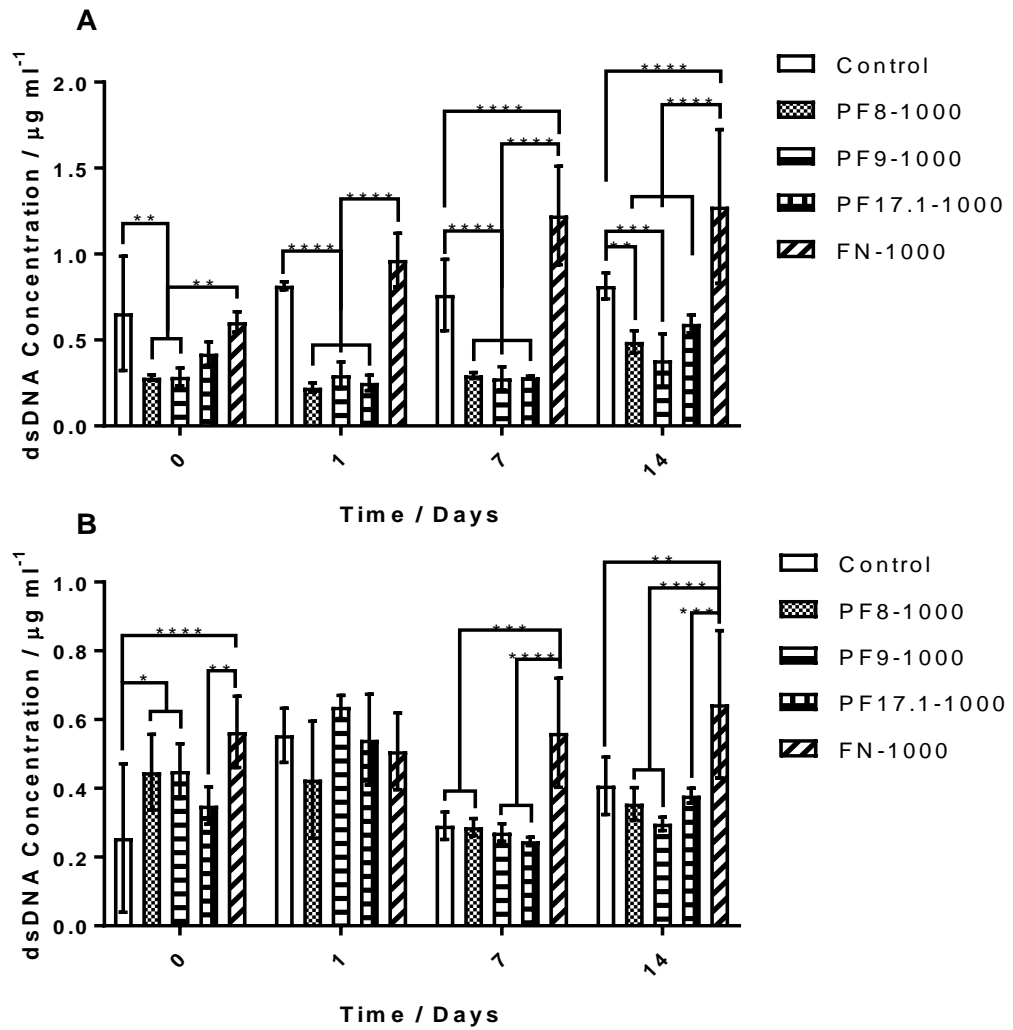 A
dsDNA Concentration / μg ml-1
2.0
1.5
1.0
0.5
0.0
** ** **** **** **** **** **** **** **** *** **
0 1 7 14
Time / Days
Control
PF8-1000
PF9-1000
PF17.1-1000
FN-1000
B
dsDNA Concentration / μg ml-1
1.0
0.8
0.6
0.4
0.2
0.0
**** * ** *** **** ** **** ***
0 1 7 14
Time / Days
Control
PF8-1000
PF9-1000
PF17.1-1000
FN-1000